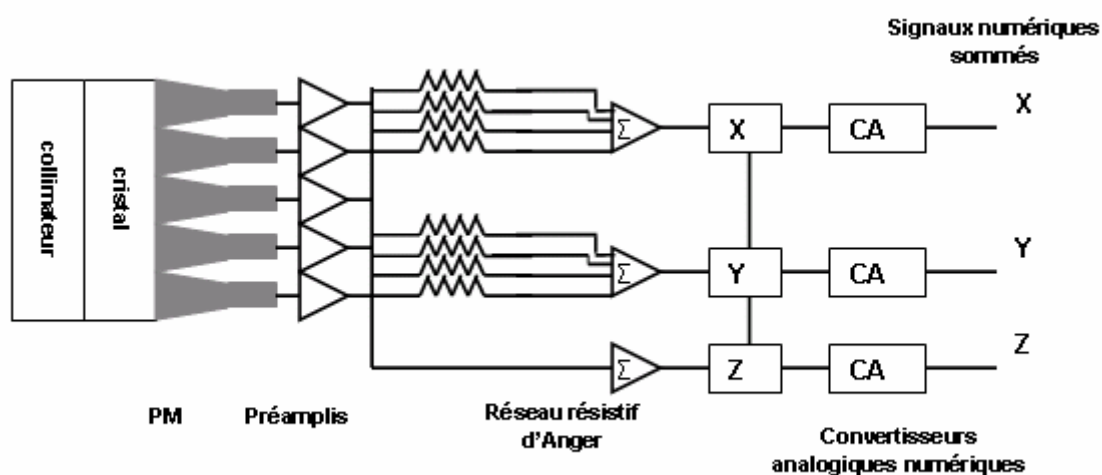 Signaux numériques
sommés
X
Σ
X
CA
collimateur
cristal
Y
Σ
Y
CA
Z
Σ
Z
CA
PM
Préamplis
Réseau résistif
d'Anger
Convertisseurs
analogiques numériques